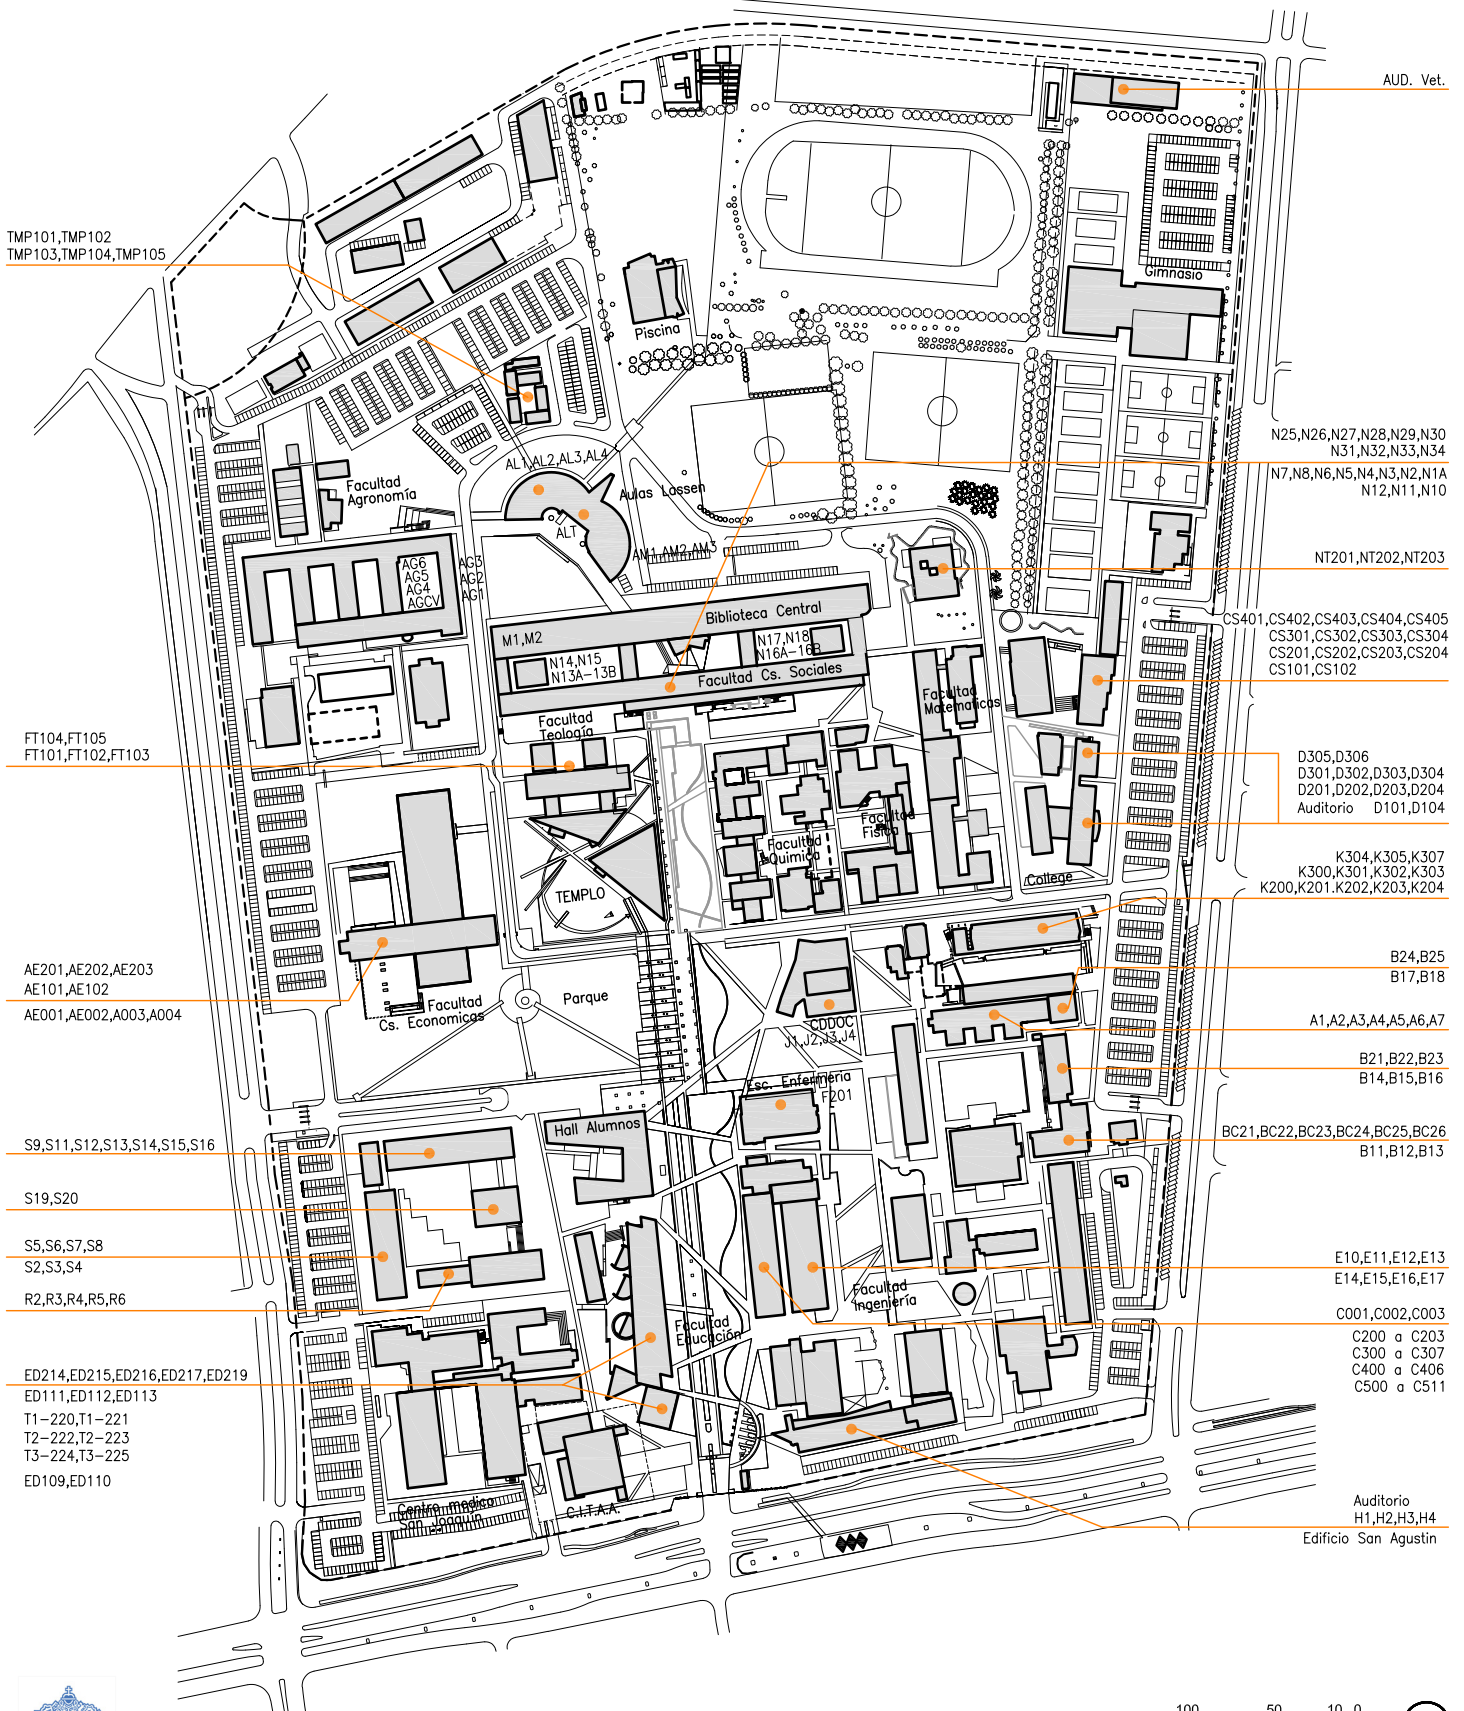 AUD. Vet.
TMP101,TMP102
TMP103,TMP104,TMP105
Gimnasio
Piscina
N25,N26,N27,N28,N29,N30
N31,N32,N33,N34
N7,N8,N6,N5,N4,N3,N2,N1A
N12,N11,N10
AL1,AL2,AL3,AL4
Aulas Lassen
Facultad
Agronomía
ALT
AM1,AM2,AM3
NT201,NT202,NT203
AG6
AG5
AG4
AGCV
AG3
AG2
AG1
Biblioteca Central
M1,M2
N17,N18
N16A-16B
N14,N15
N13A-13B
Facultad Cs. Sociales
CS401,CS402,CS403,CS404,CS405
CS301,CS302,CS303,CS304
CS201,CS202,CS203,CS204
CS101,CS102
Facultad
Matematicas
Facultad
Teología
FT104,FT105
FT101,FT102,FT103
D305,D306
D301,D302,D303,D304
D201,D202,D203,D204
Auditorio D101,D104
Facultad
Fisica
Facultad
Quimica
TEMPLO
College
K304,K305,K307
K300,K301,K302,K303
K200,K201.K202,K203,K204
AE201,AE202,AE203
AE101,AE102
AE001,AE002,A003,A004
Facultad
Cs. Economicas
Parque
B24,B25
B17,B18
CDDOC
J1,J2,J3,J4
A1,A2,A3,A4,A5,A6,A7
B21,B22,B23
B14,B15,B16
Esc. Enfermeria
F201
Hall Alumnos
BC21,BC22,BC23,BC24,BC25,BC26
B11,B12,B13
S9,S11,S12,S13,S14,S15,S16
S19,S20
S5,S6,S7,S8
S2,S3,S4
R2,R3,R4,R5,R6
E10,E11,E12,E13
E14,E15,E16,E17
Facultad
Ingeniería
Facultad
Educación
C001,C002,C003
C200 a C203
C300 a C307
C400 a C406
C500 a C511
ED214,ED215,ED216,ED217,ED219
ED111,ED112,ED113
T1-220,T1-221
T2-222,T2-223
T3-224,T3-225
ED109,ED110
Centro medico
San Joaquin
C.I.T.A.A.
Auditorio
H1,H2,H3,H4
Edificio San Agustin
100 50 10 0